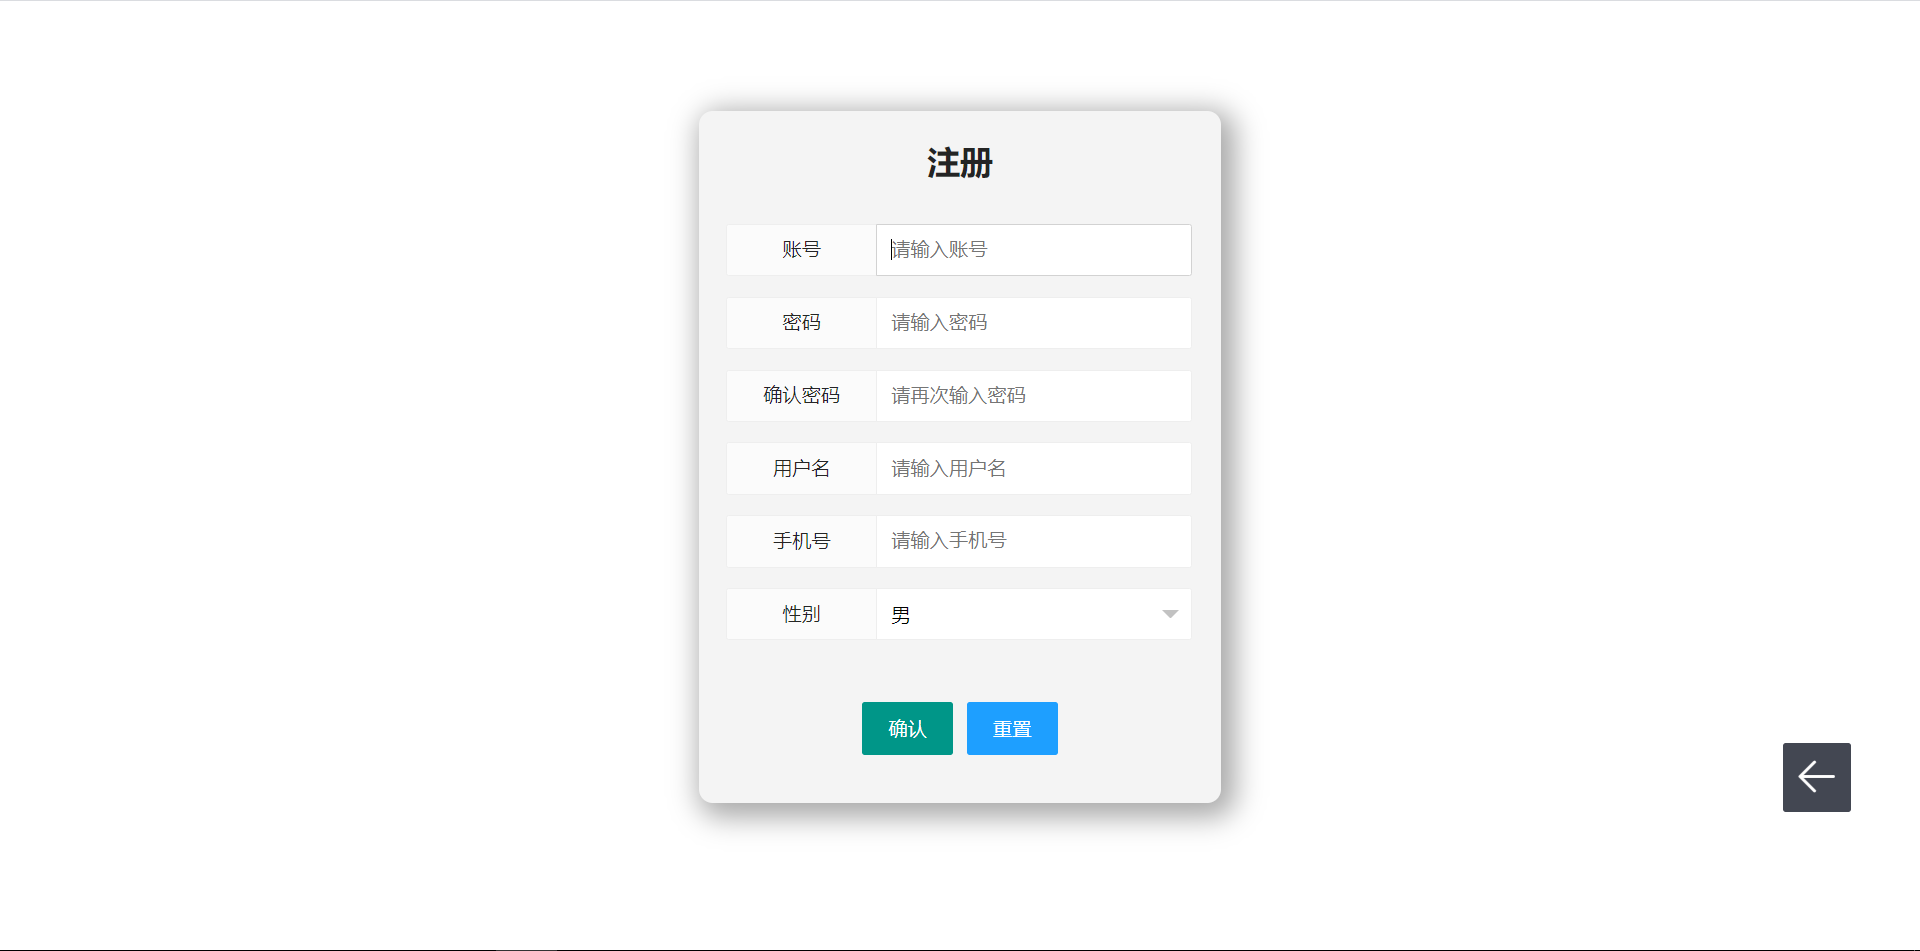 注册
账号 请输入账号
密码 请输入密码
确认密码 请再次输入密码
用户名 请输入用户名
手机号 请输入手机号
性别 男
确认 重置